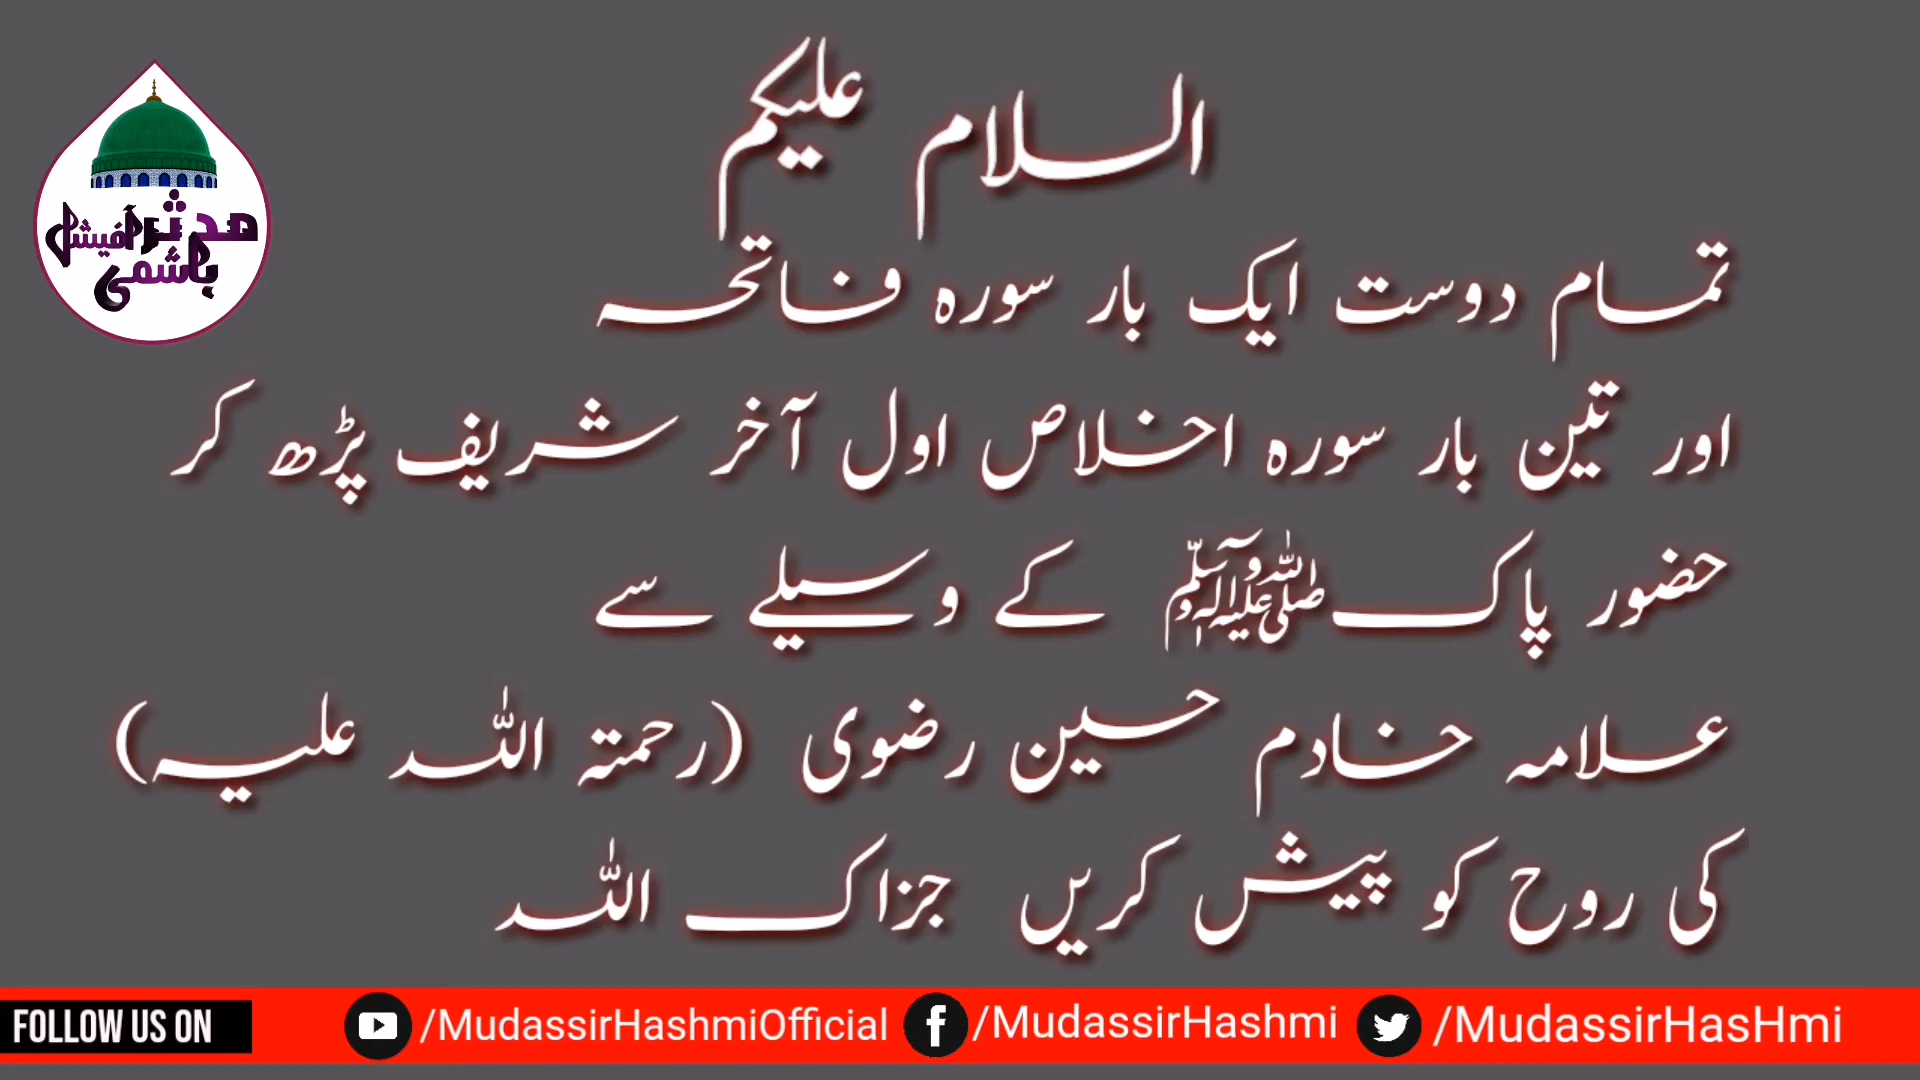 السلام علیکم
مدثر آفیشل
ہاشمی
تمام دوست ایک بار سورہ فاتحہ
اور تین بار سورہ اخلاص اول آخر شریف پڑھ کر
حضور پاکﷺ کے وسیلے سے
علامہ خادم حسین رضوی (رحمتہ اللہ علیہ)
کی روح کو پیش کریں جزاک اللہ
FOLLOW US ON /MudassirHashmiOfficial /MudassirHashmi /MudassirHasHmi